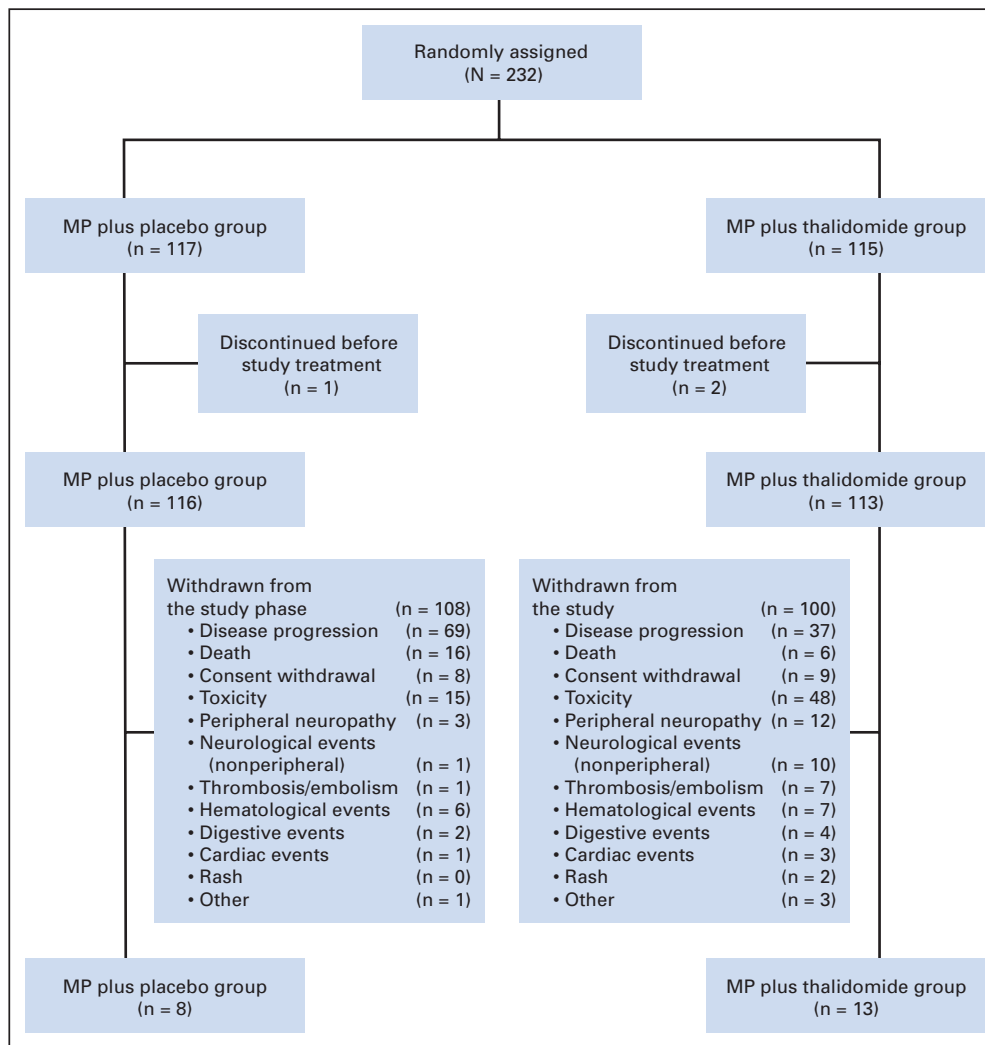 Randomly assigned
(N = 232)
MP plus placebo group
(n = 117)
MP plus thalidomide group
(n = 115)
Discontinued before
study treatment
(n = 1)
Discontinued before
study treatment
(n = 2)
MP plus placebo group
(n = 116)
MP plus thalidomide group
(n = 113)
Withdrawn from
the study phase (n = 108)
• Disease progression (n = 69)
• Death (n = 16)
• Consent withdrawal (n = 8)
• Toxicity (n = 15)
• Peripheral neuropathy (n = 3)
• Neurological events
(nonperipheral) (n = 1)
• Thrombosis/embolism (n = 1)
• Hematological events (n = 6)
• Digestive events (n = 2)
• Cardiac events (n = 1)
• Rash (n = 0)
• Other (n = 1)
Withdrawn from
the study (n = 100)
• Disease progression (n = 37)
• Death (n = 6)
• Consent withdrawal (n = 9)
• Toxicity (n = 48)
• Peripheral neuropathy (n = 12)
• Neurological events
(nonperipheral) (n = 10)
• Thrombosis/embolism (n = 7)
• Hematological events (n = 7)
• Digestive events (n = 4)
• Cardiac events (n = 3)
• Rash (n = 2)
• Other (n = 3)
MP plus placebo group
(n = 8)
MP plus thalidomide group
(n = 13)